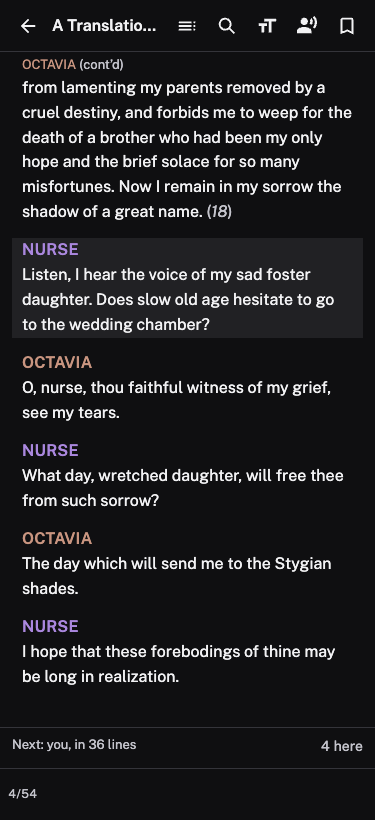 A Translatio...
OCTAVIA (cont'd)
from lamenting my parents removed by a
cruel destiny, and forbids me to weep for the
death of a brother who had been my only
hope and the brief solace for so many
misfortunes. Now I remain in my sorrow the
shadow of a great name. (18)
NURSE
Listen, I hear the voice of my sad foster
daughter. Does slow old age hesitate to go
to the wedding chamber?
OCTAVIA
O, nurse, thou faithful witness of my grief,
see my tears.
NURSE
What day, wretched daughter, will free thee
from such sorrow?
OCTAVIA
The day which will send me to the Stygian
shades.
NURSE
I hope that these forebodings of thine may
be long in realization.
Next: you, in 36 lines
4 here
4/54